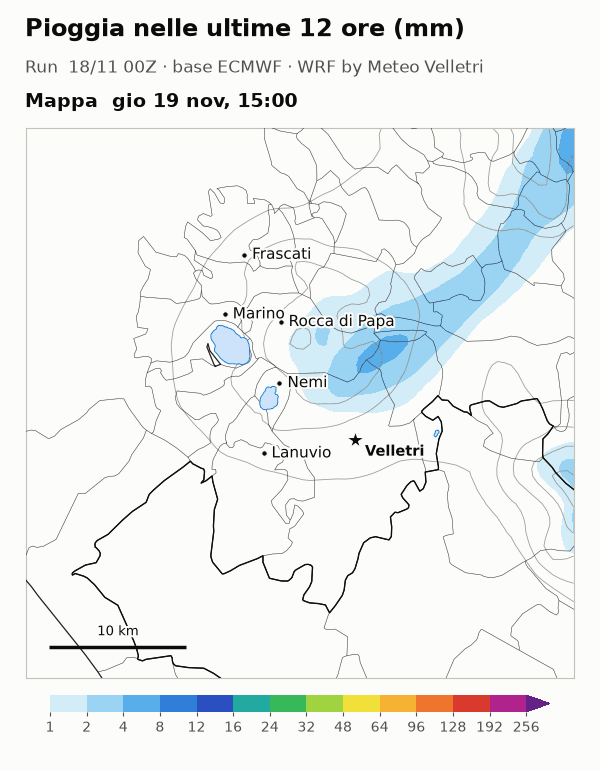 Pioggia nelle ultime 12 ore (mm)
Run 18/11 00Z · base ECMWF · WRF by Meteo Velletri
Mappa gio 19 nov, 15:00
Frascati
Marino
Rocca di Papa
Nemi
Velletri
Lanuvio
10 km
1 2 4 8 12 16 24 32 48 64 96 128 192 256